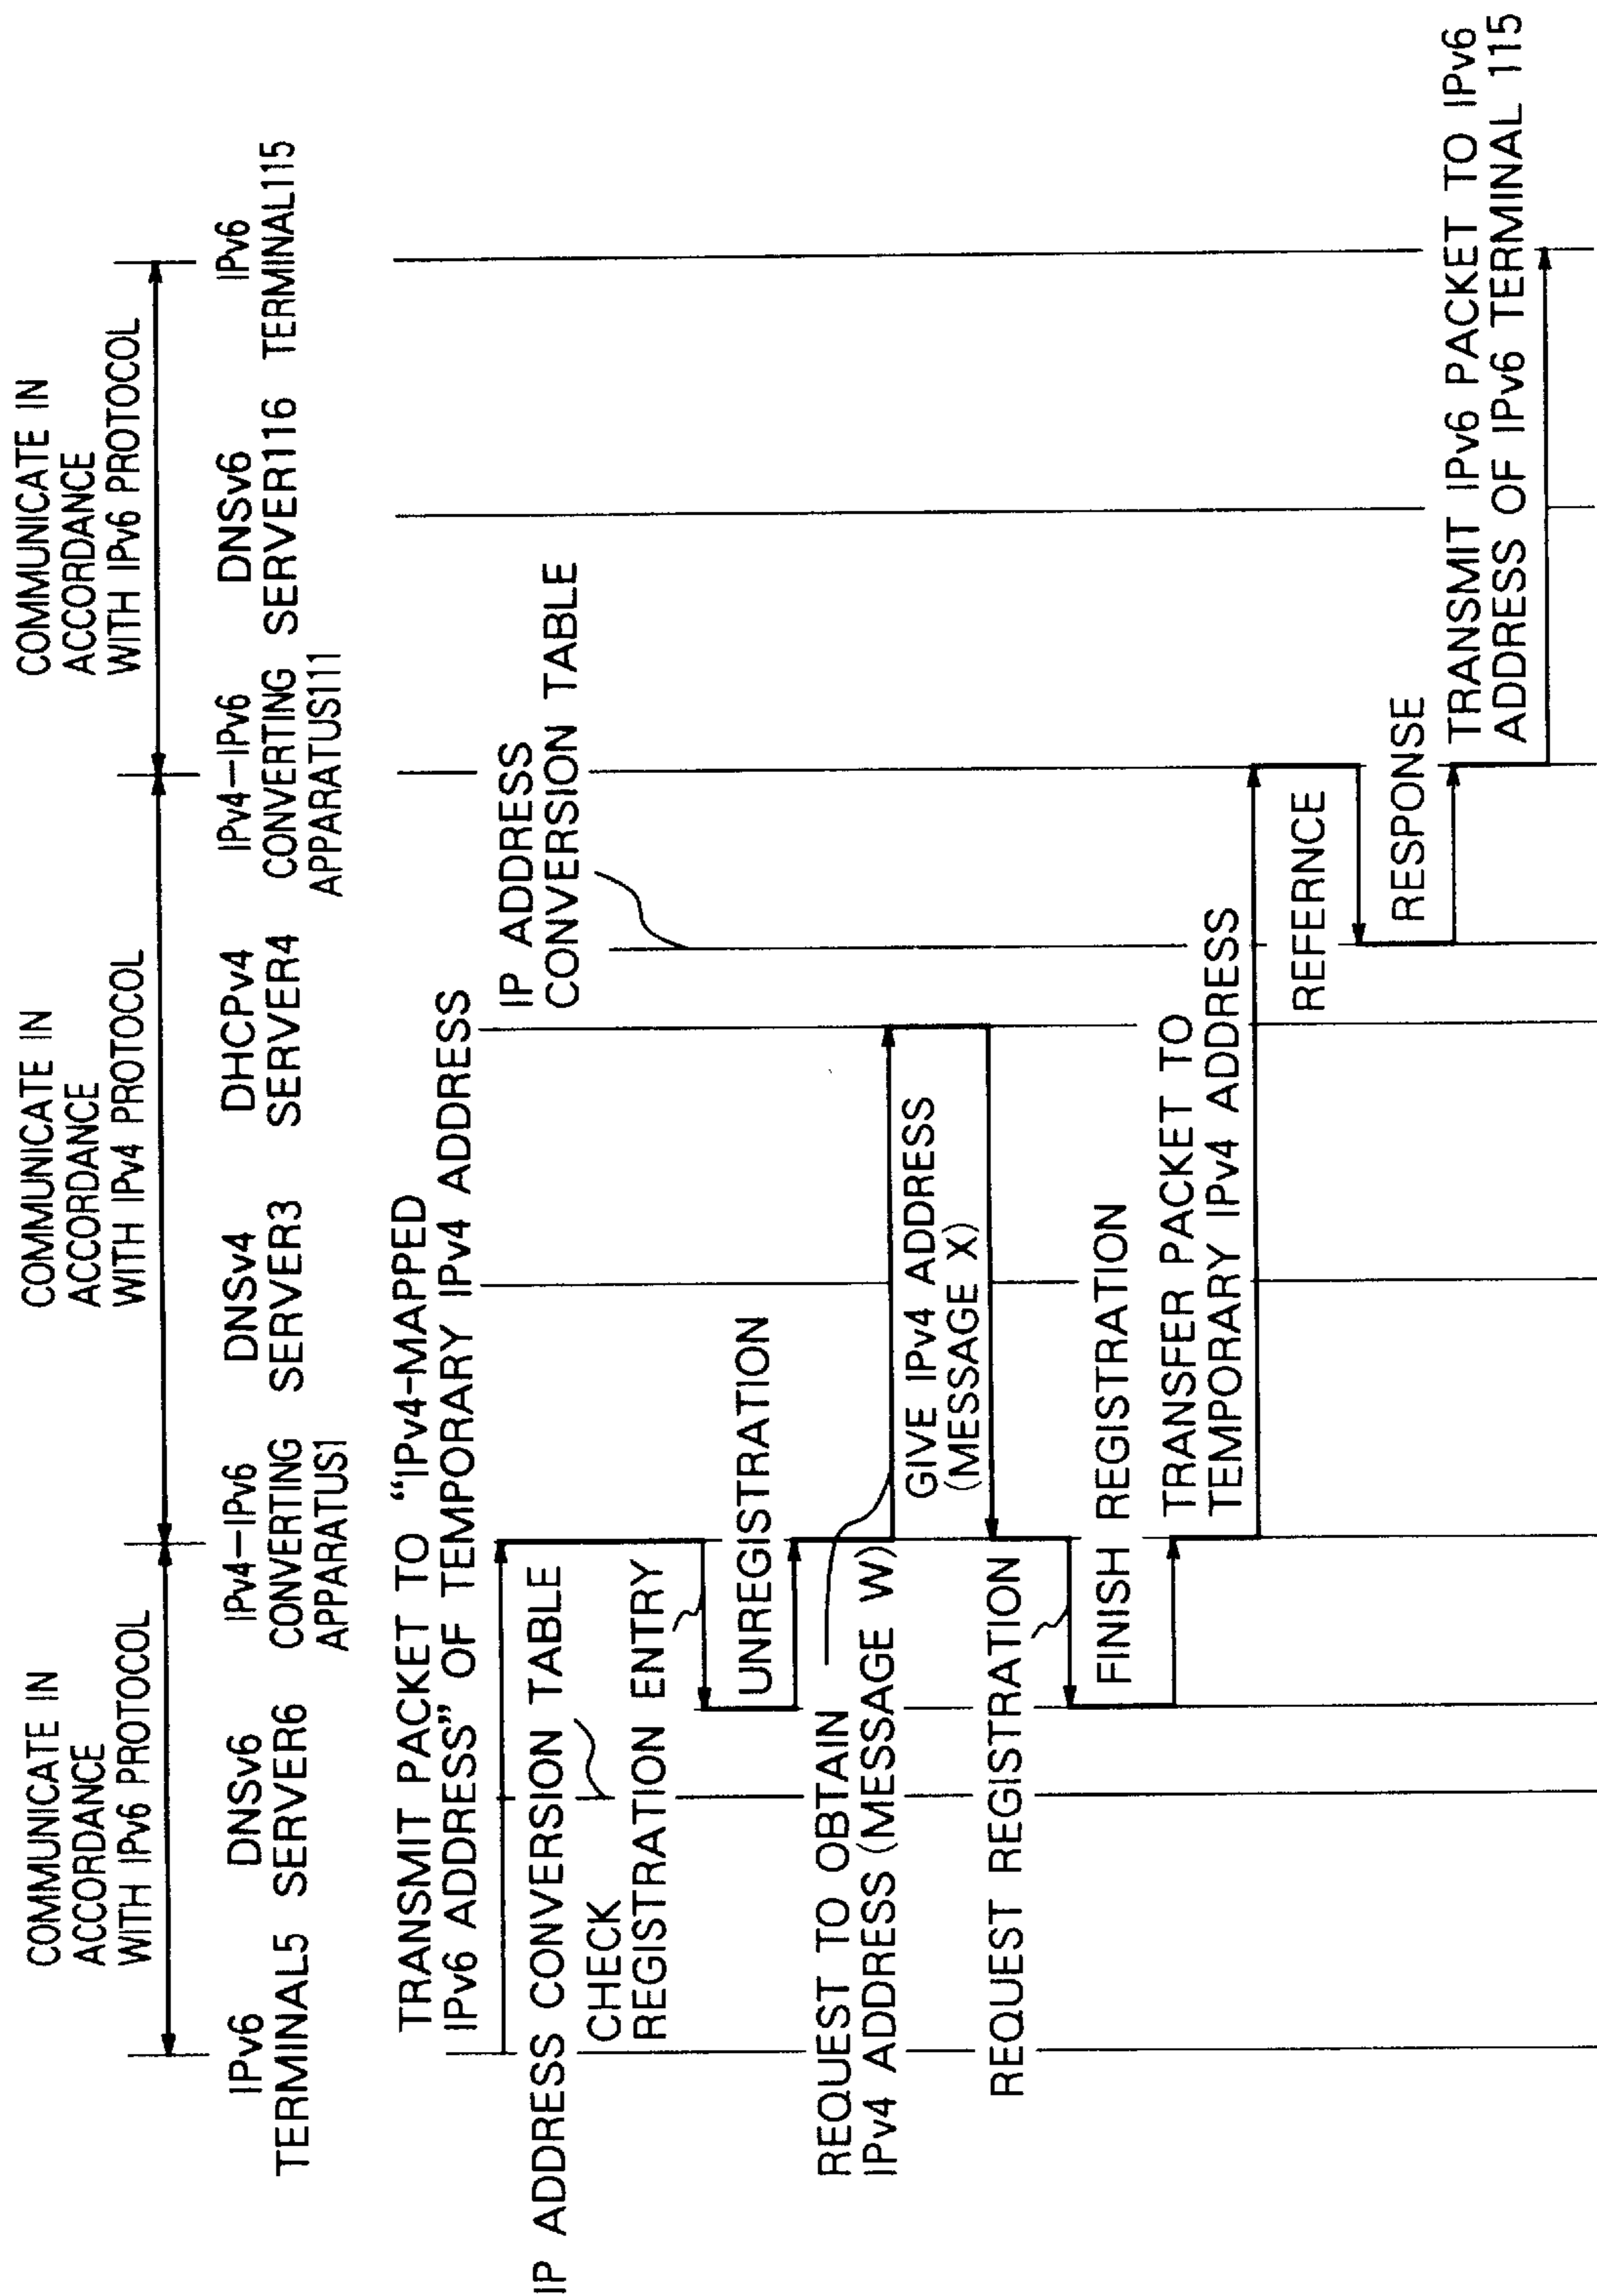 COMMUNICATE IN
ACCORDANCE
WITH IPv6 PROTOCOL
COMMUNICATE IN
ACCORDANCE
WITH IPv4 PROTOCOL
COMMUNICATE IN
ACCORDANCE
WITH IPv6 PROTOCOL
IPv6
TERMINAL5
DNSv6
SERVER6
IPv4-IPv6
CONVERTING
APPARATUS1
DNSv4
SERVER3
DHCPv4
SERVER4
IPv4-IPv6
CONVERTING
APPARATUS111
DNSv6
SERVER116
IPv6
TERMINAL115
TRANSMIT PACKET TO "IPv4-MAPPED
IPv6 ADDRESS" OF TEMPORARY IPv4 ADDRESS
IP ADDRESS CONVERSION TABLE
IP ADDRESS
CONVERSION TABLE
CHECK
REGISTRATION ENTRY
UNREGISTRATION
REQUEST TO OBTAIN
IPv4 ADDRESS (MESSAGE W)
GIVE IPv4 ADDRESS
(MESSAGE X)
REQUEST REGISTRATION
FINISH REGISTRATION
TRANSFER PACKET TO
TEMPORARY IPv4 ADDRESS
REFERNCE
RESPONSE
TRANSMIT IPv6 PACKET TO IPv6
ADDRESS OF IPv6 TERMINAL 115